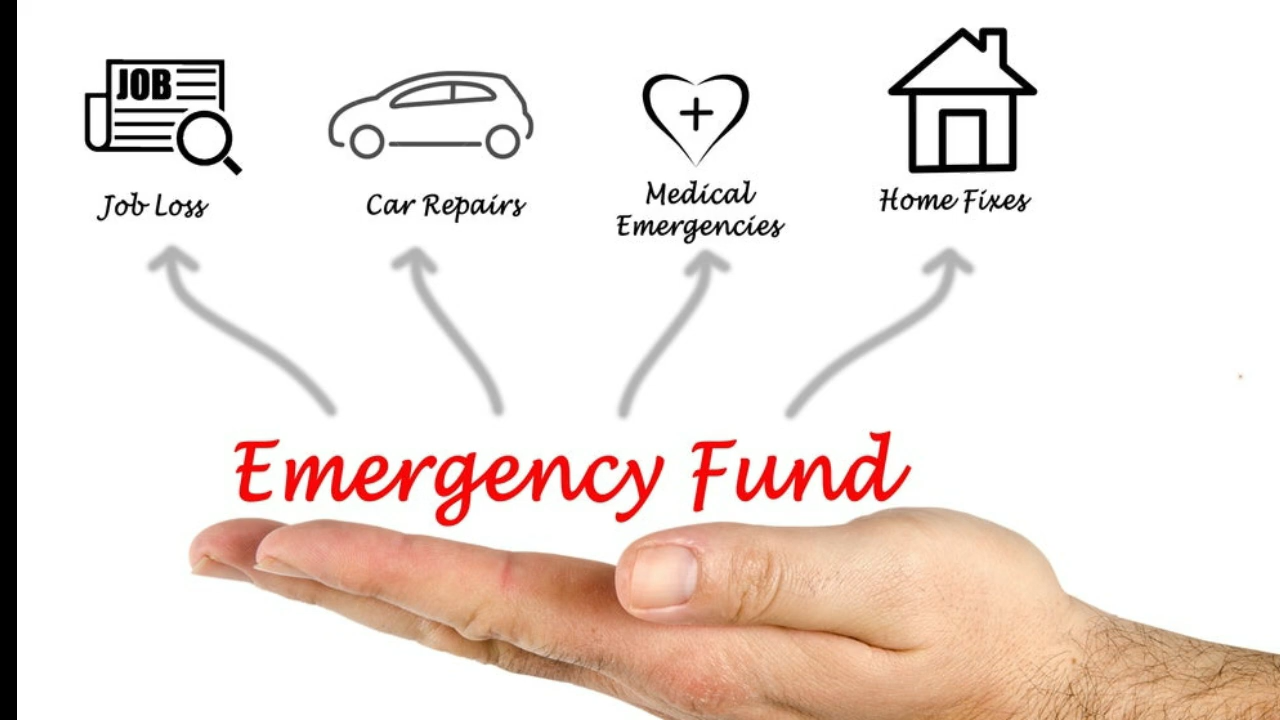 JOB
Job Loss
Car Repairs
Medical
Emergencies
Home Fixes
Emergency Fund